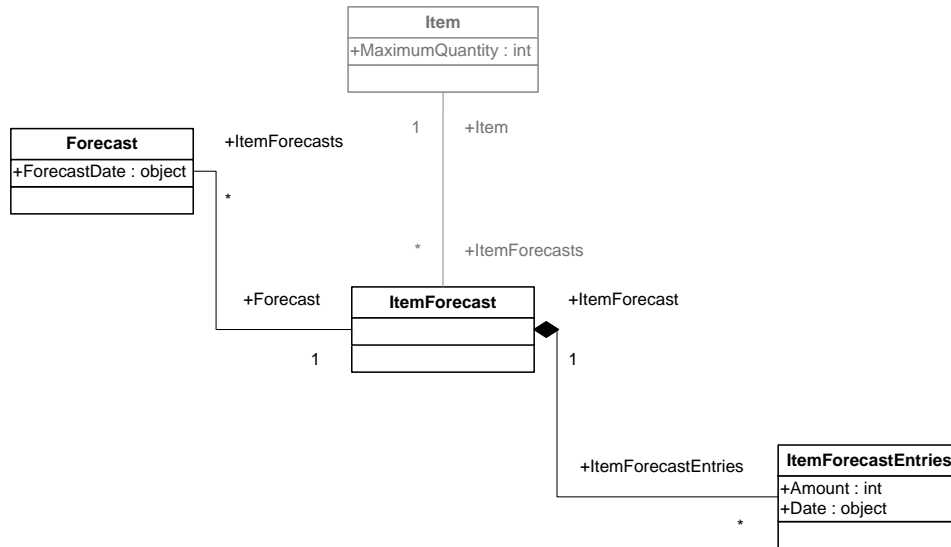 Item
+MaximumQuantity : int
1
+Item
Forecast
+ItemForecasts
+ForecastDate : object
*
*
+ItemForecasts
+Forecast
ItemForecast
+ItemForecast
1
1
+ItemForecastEntries
ItemForecastEntries
+Amount : int
+Date : object
*